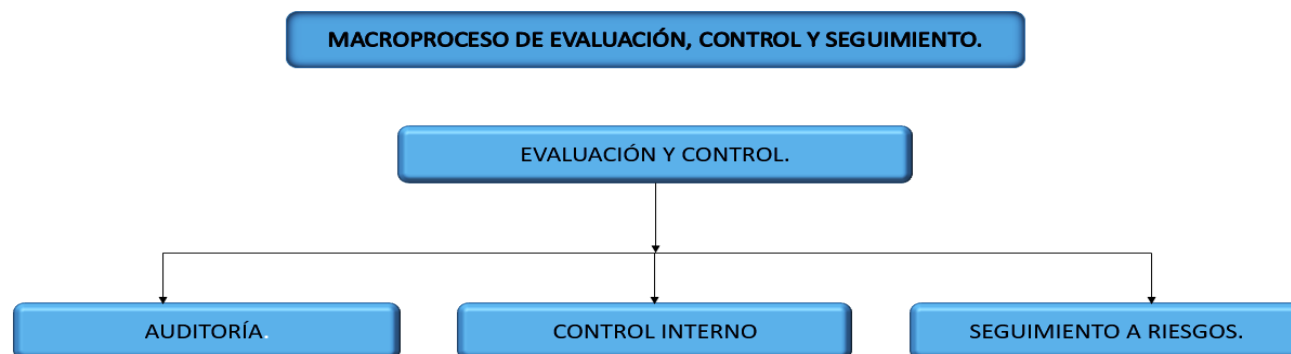 MACROPROCESO DE EVALUACIÓN, CONTROL Y SEGUIMIENTO.
EVALUACIÓN Y CONTROL.
AUDITORÍA.
CONTROL INTERNO
SEGUIMIENTO A RIESGOS.